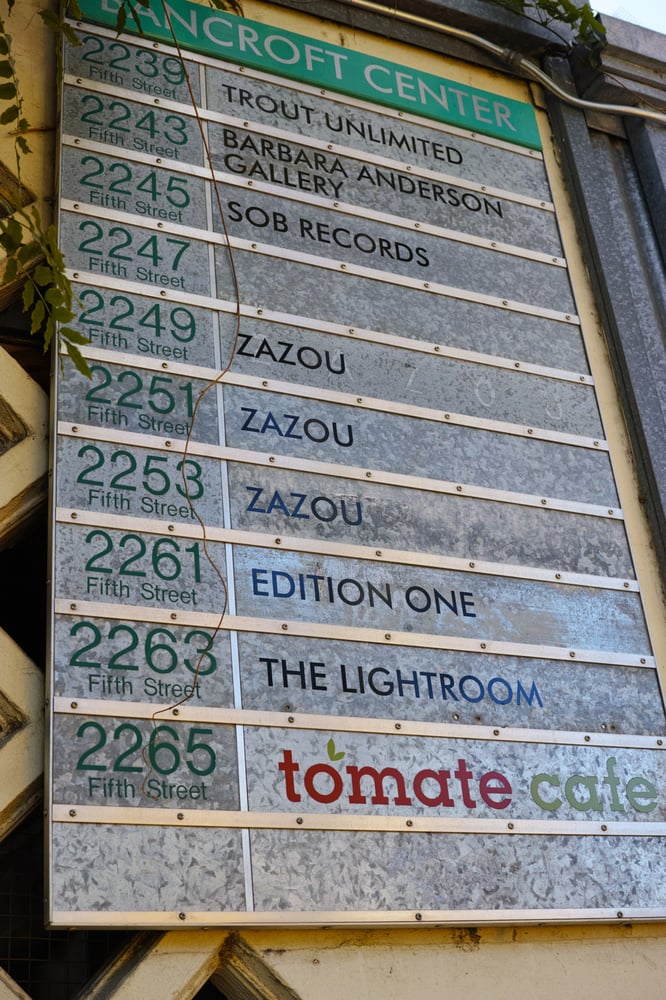 BANCROFT CENTER
2239
Fifth Street
TROUT UNLIMITED
2243
Fifth Street
BARBARA ANDERSON
GALLERY
2245
Fifth Street
SOB RECORDS
2247
Fifth Street
2249
Fifth Street
ZAZOU
2251
Fifth Street
ZAZOU
2253
Fifth Street
ZAZOU
2261
Fifth Street
EDITION ONE
2263
Fifth Street
THE LIGHTROOM
2265
Fifth Street
tomate cafe